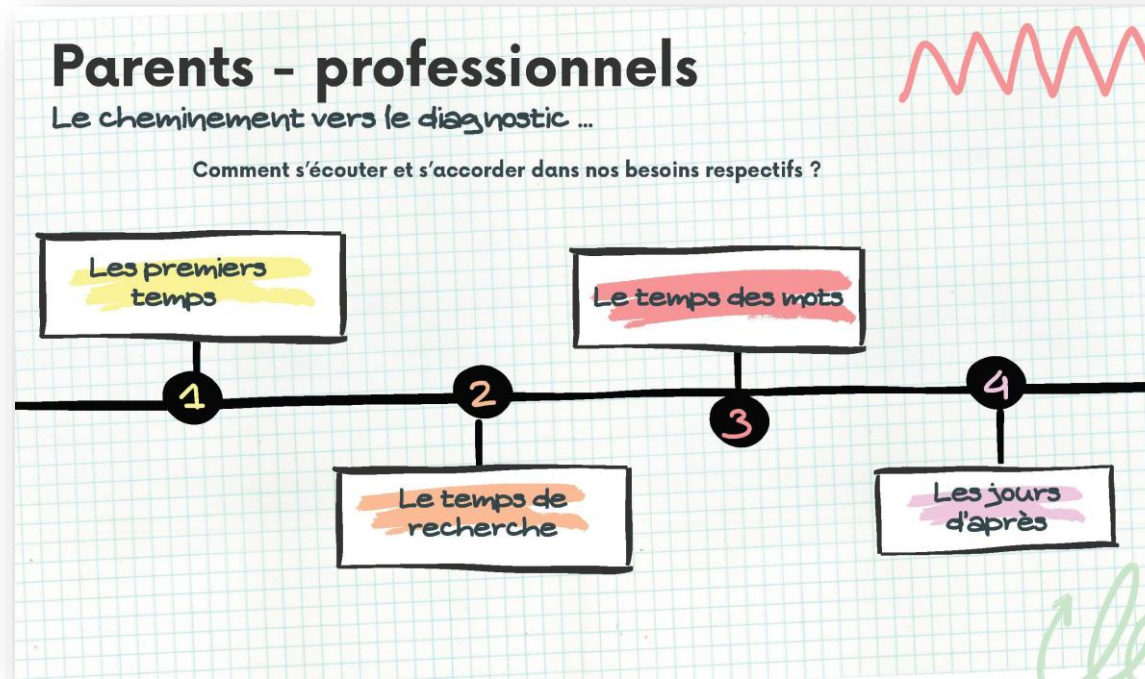 Parents - professionnels
Le cheminement vers le diagnostic ...
Comment s'écouter et s'accorder dans nos besoins respectifs ?
Les premiers
temps
1
2
Le temps de
recherche
Le temps des mots
3
4
Les jours
d'après